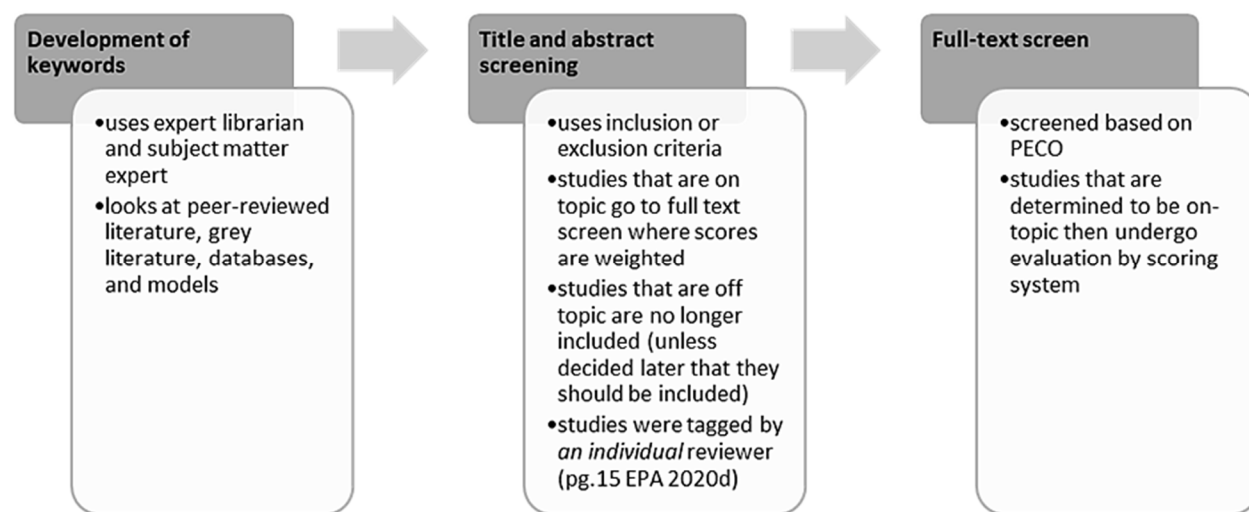 Development of
keywords
•uses expert librarian
and subject matter
expert
•looks at peer-reviewed
literature, grey
literature, databases,
and models
Title and abstract
screening
•uses inclusion or
exclusion criteria
•studies that are on
topic go to full text
screen where scores
are weighted
•studies that are off
topic are no longer
included (unless
decided later that they
should be included)
•studies were tagged by
an individual reviewer
(pg.15 EPA 2020d)
Full-text screen
•screened based on
PECO
•studies that are
determined to be on-
topic then undergo
evaluation by scoring
system